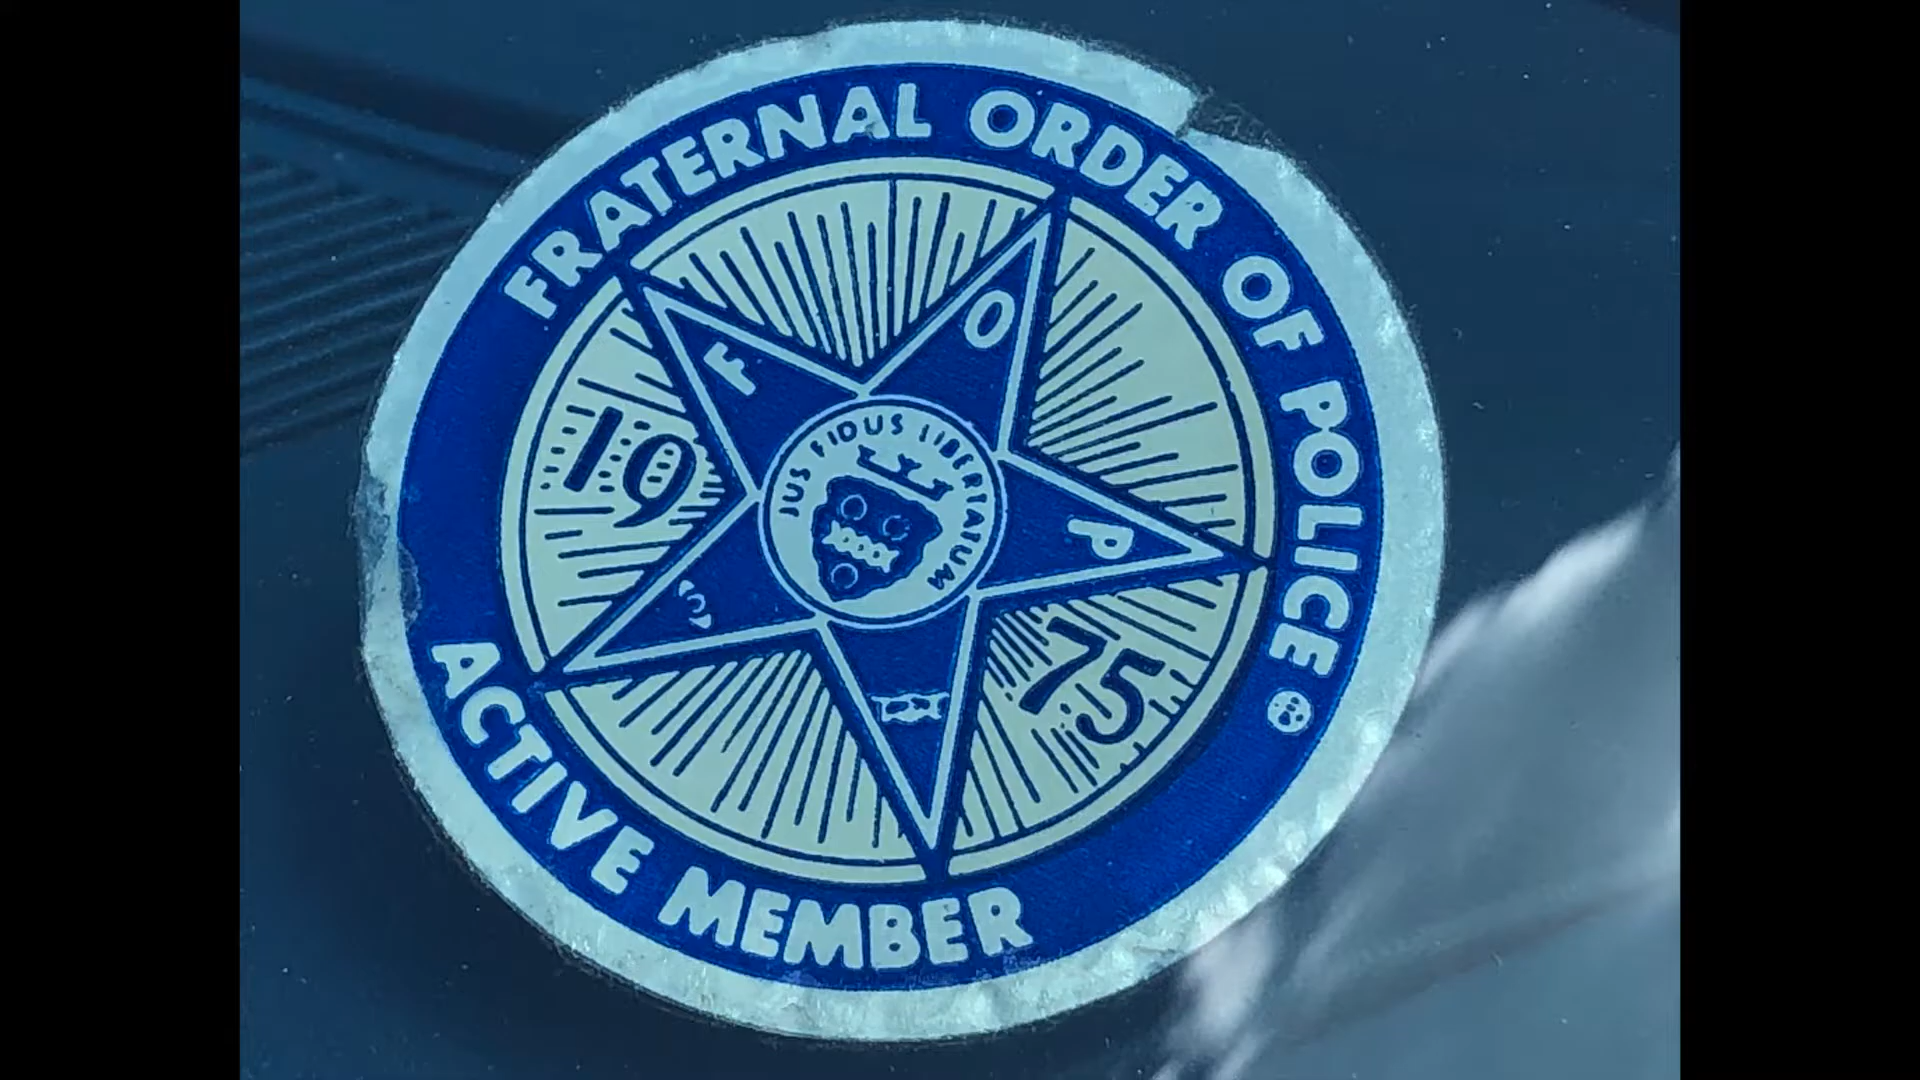 FRATERNAL ORDER OF POLICE
F O P
19 75
JUS FIDUS LIBERTATUM
ACTIVE MEMBER